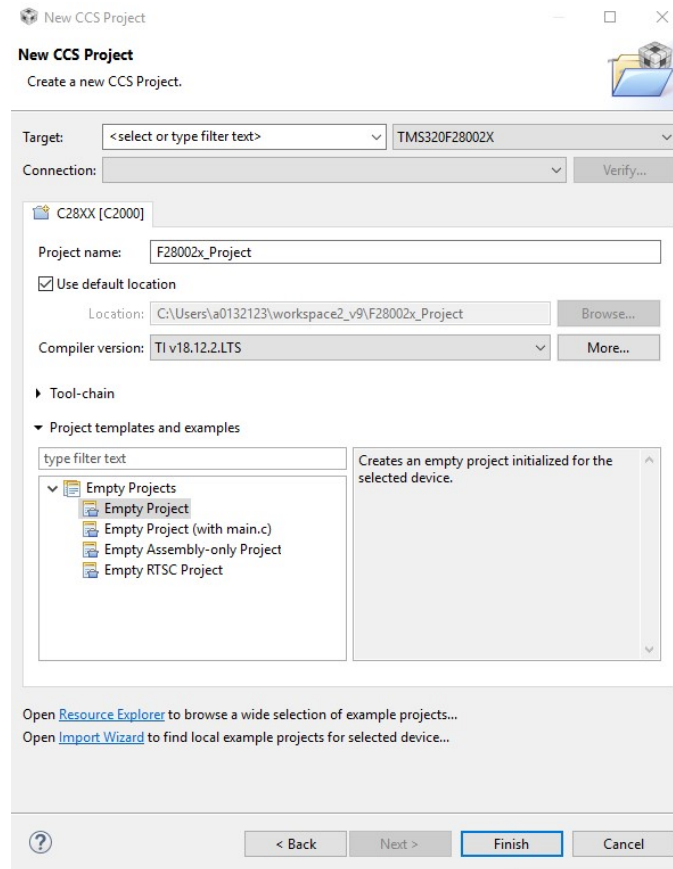 New CCS Project
New CCS Project
Create a new CCS Project.
Target: <select or type filter text> TMS320F28002X
Connection: Verify...
C28XX [C2000]
Project name: F28002x_Project
Use default location
Location: C:\Users\a0132123\workspace2_v9\F28002x_Project Browse...
Compiler version: TI v18.12.2.LTS More...
Tool-chain
Project templates and examples
type filter text
Creates an empty project initialized for the
selected device.
Empty Projects
Empty Project
Empty Project (with main.c)
Empty Assembly-only Project
Empty RTSC Project
Open Resource Explorer to browse a wide selection of example projects...
Open Import Wizard to find local example projects for selected device...
? < Back Next > Finish Cancel